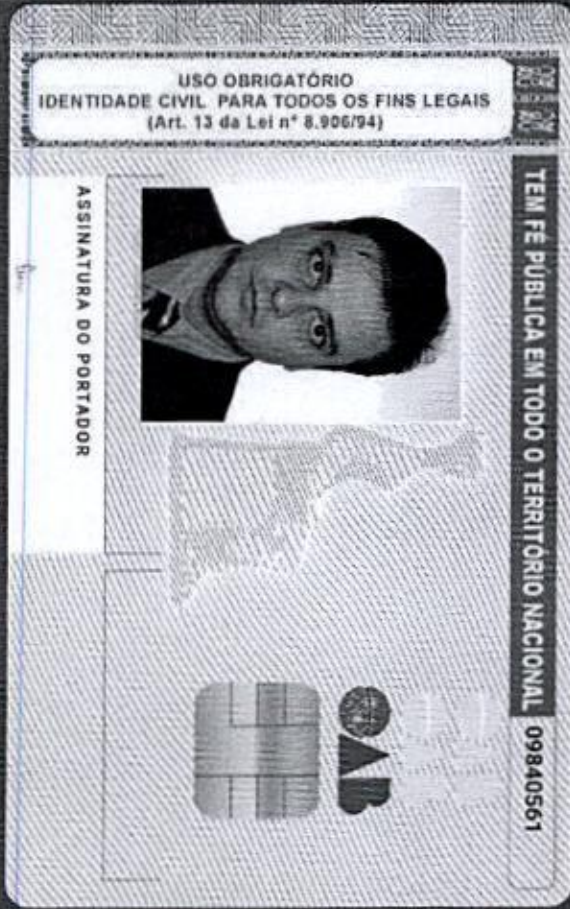 USO OBRIGATÓRIO
IDENTIDADE CIVIL PARA TODOS OS FINS LEGAIS
(Art. 13 da Lei nº 8.906/94)
TEM FÉ PÚBLICA EM TODO O TERRITÓRIO NACIONAL 09840561
ASSINATURA DO PORTADOR
OAB